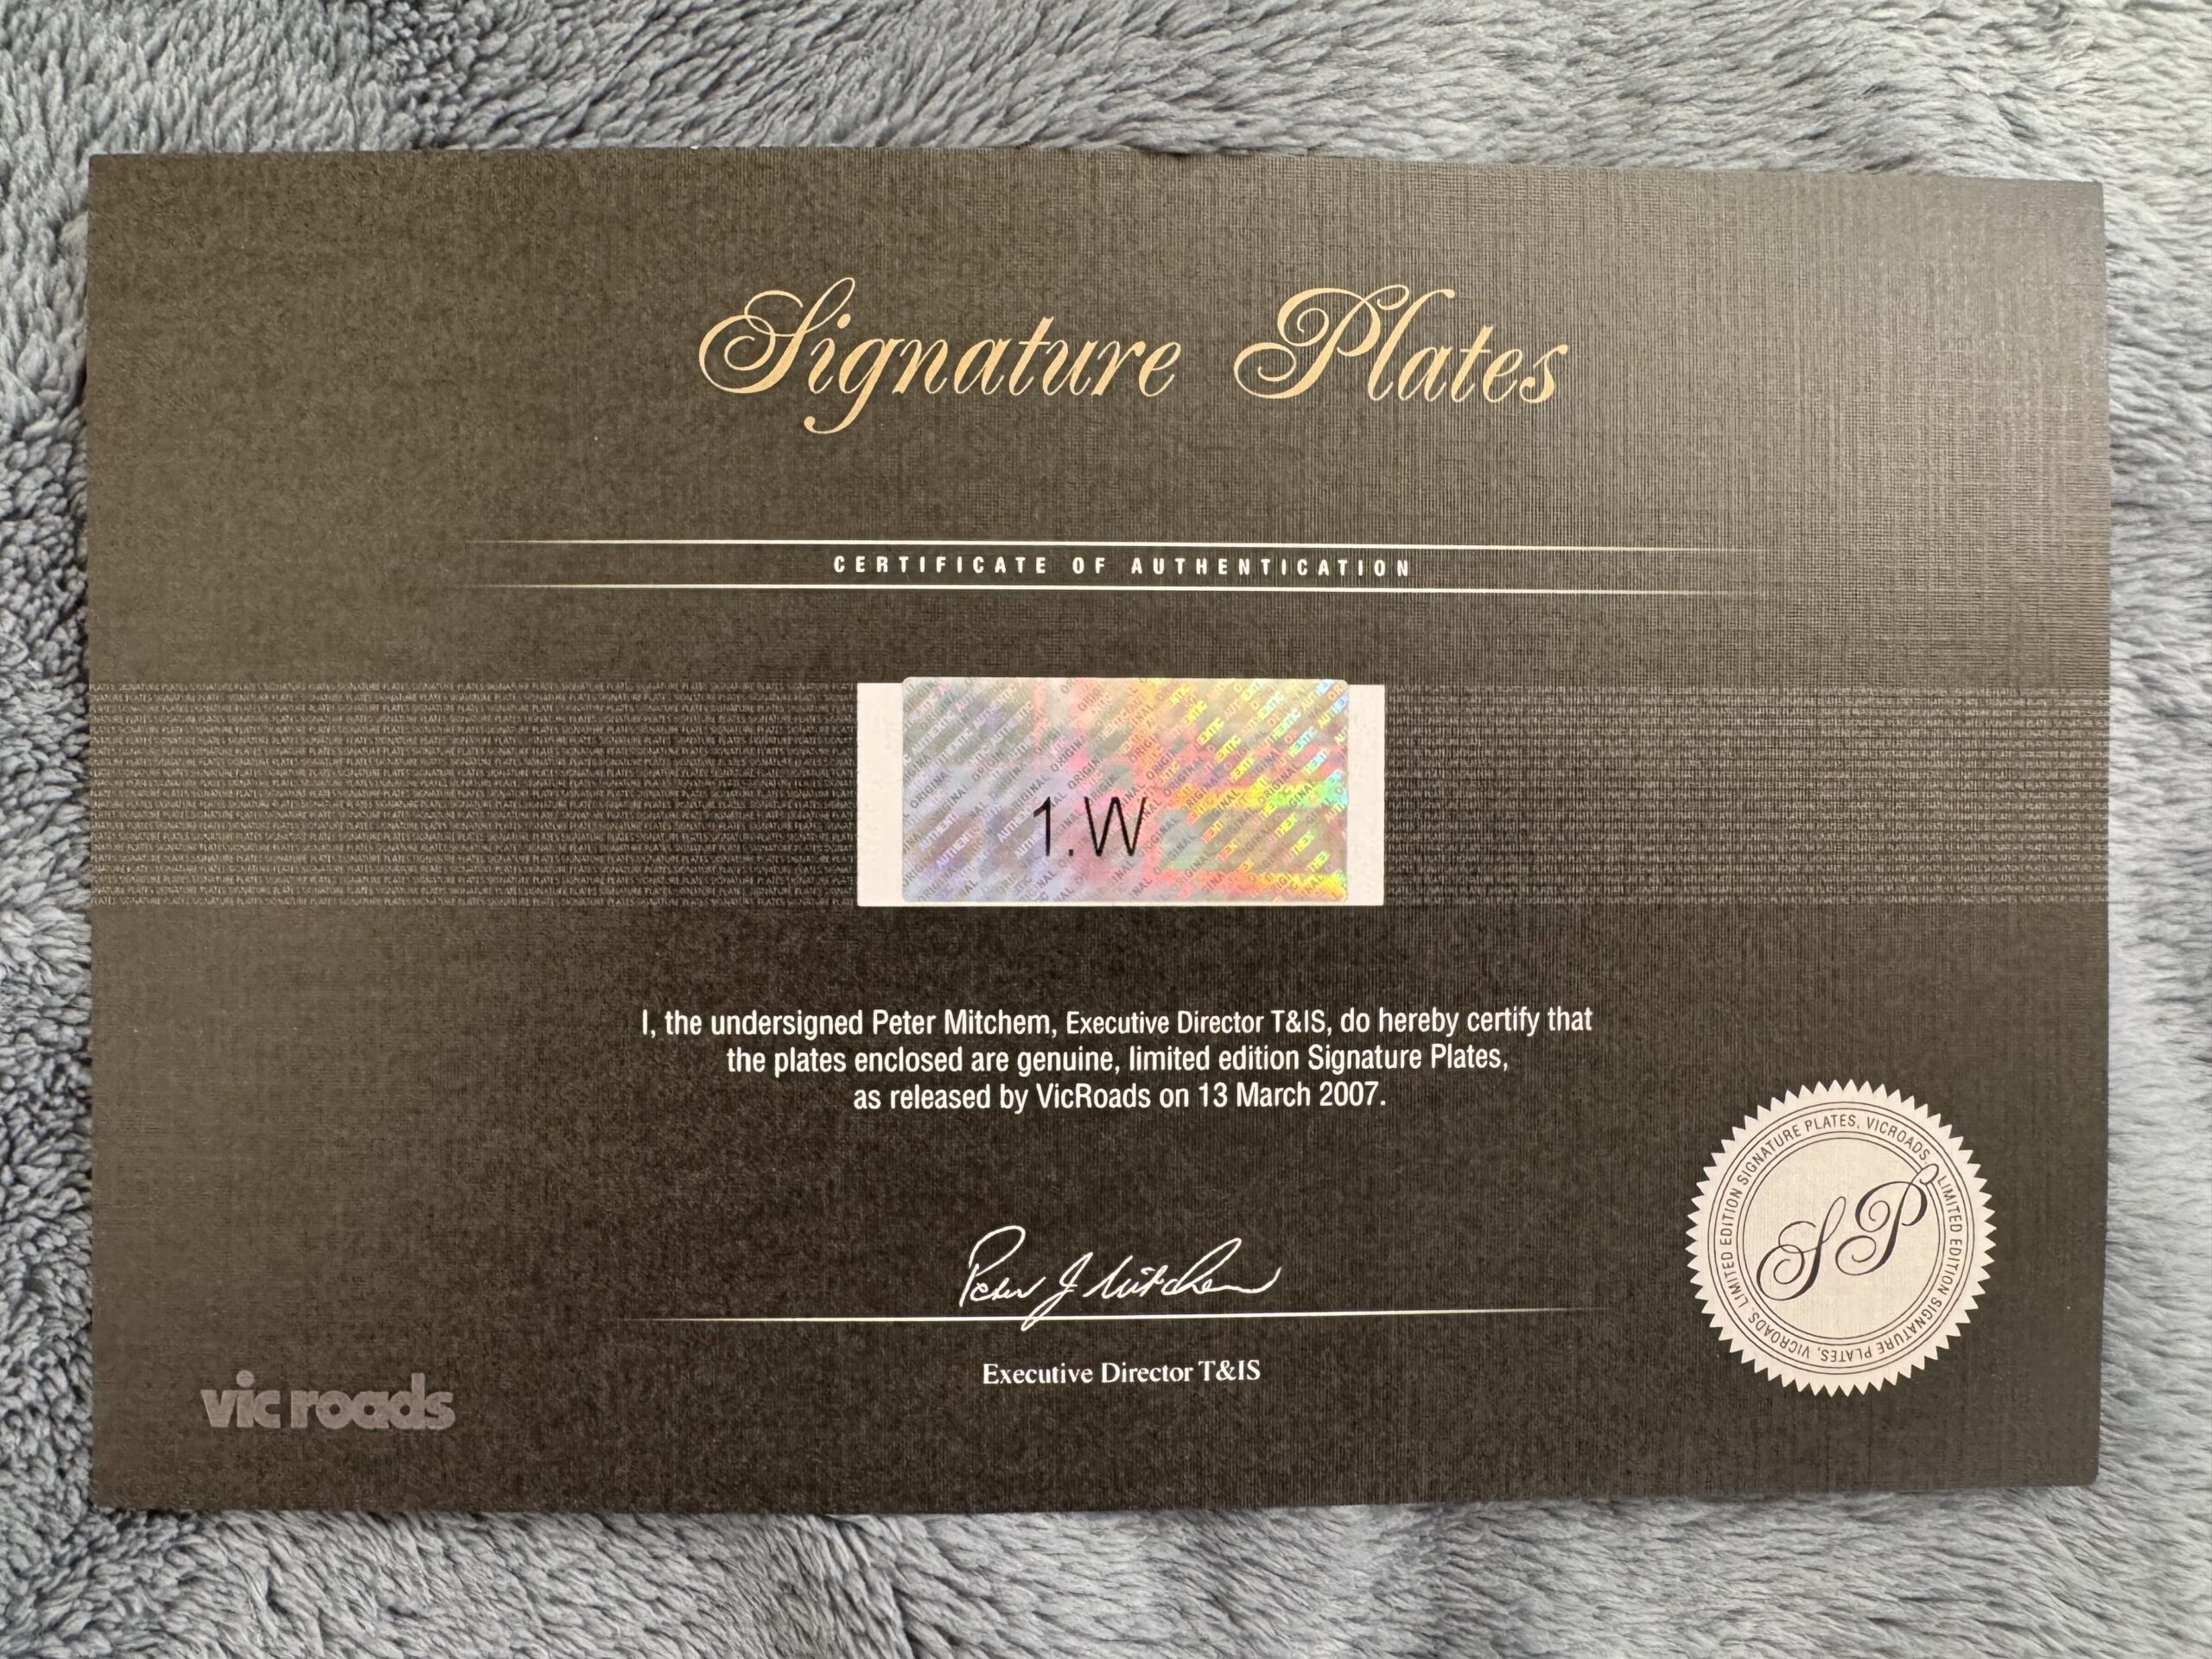 Signature Plates
CERTIFICATE OF AUTHENTICATION
1.W
I, the undersigned Peter Mitchem, Executive Director T&IS, do hereby certify that
the plates enclosed are genuine, limited edition Signature Plates,
as released by VicRoads on 13 March 2007.
Peter J Mitchem
Executive Director T&IS
vic roads
LIMITED EDITION SIGNATURE PLATES, VICROADS, LIMITED EDITION SIGNATURE PLATES, VICROADS,
SP